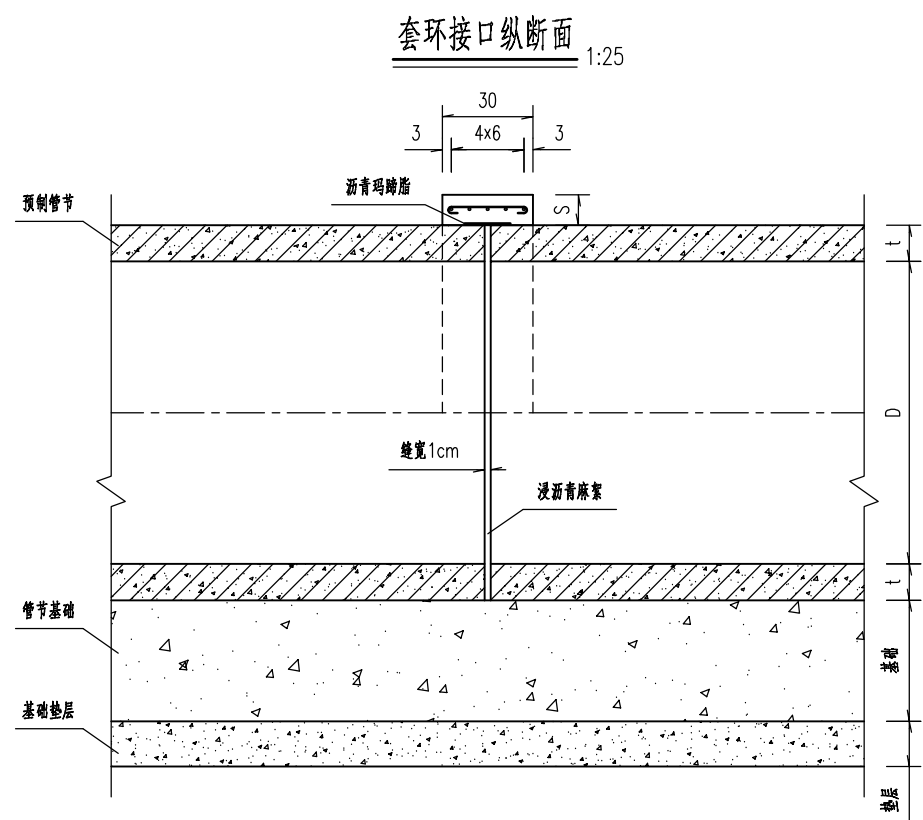 套环接口纵断面 1:25
30
3 4x6 3
沥青玛蹄脂
预制管节
S
t
D
缝宽1cm
浸沥青麻絮
t
管节基础
基础
基础垫层
垫层